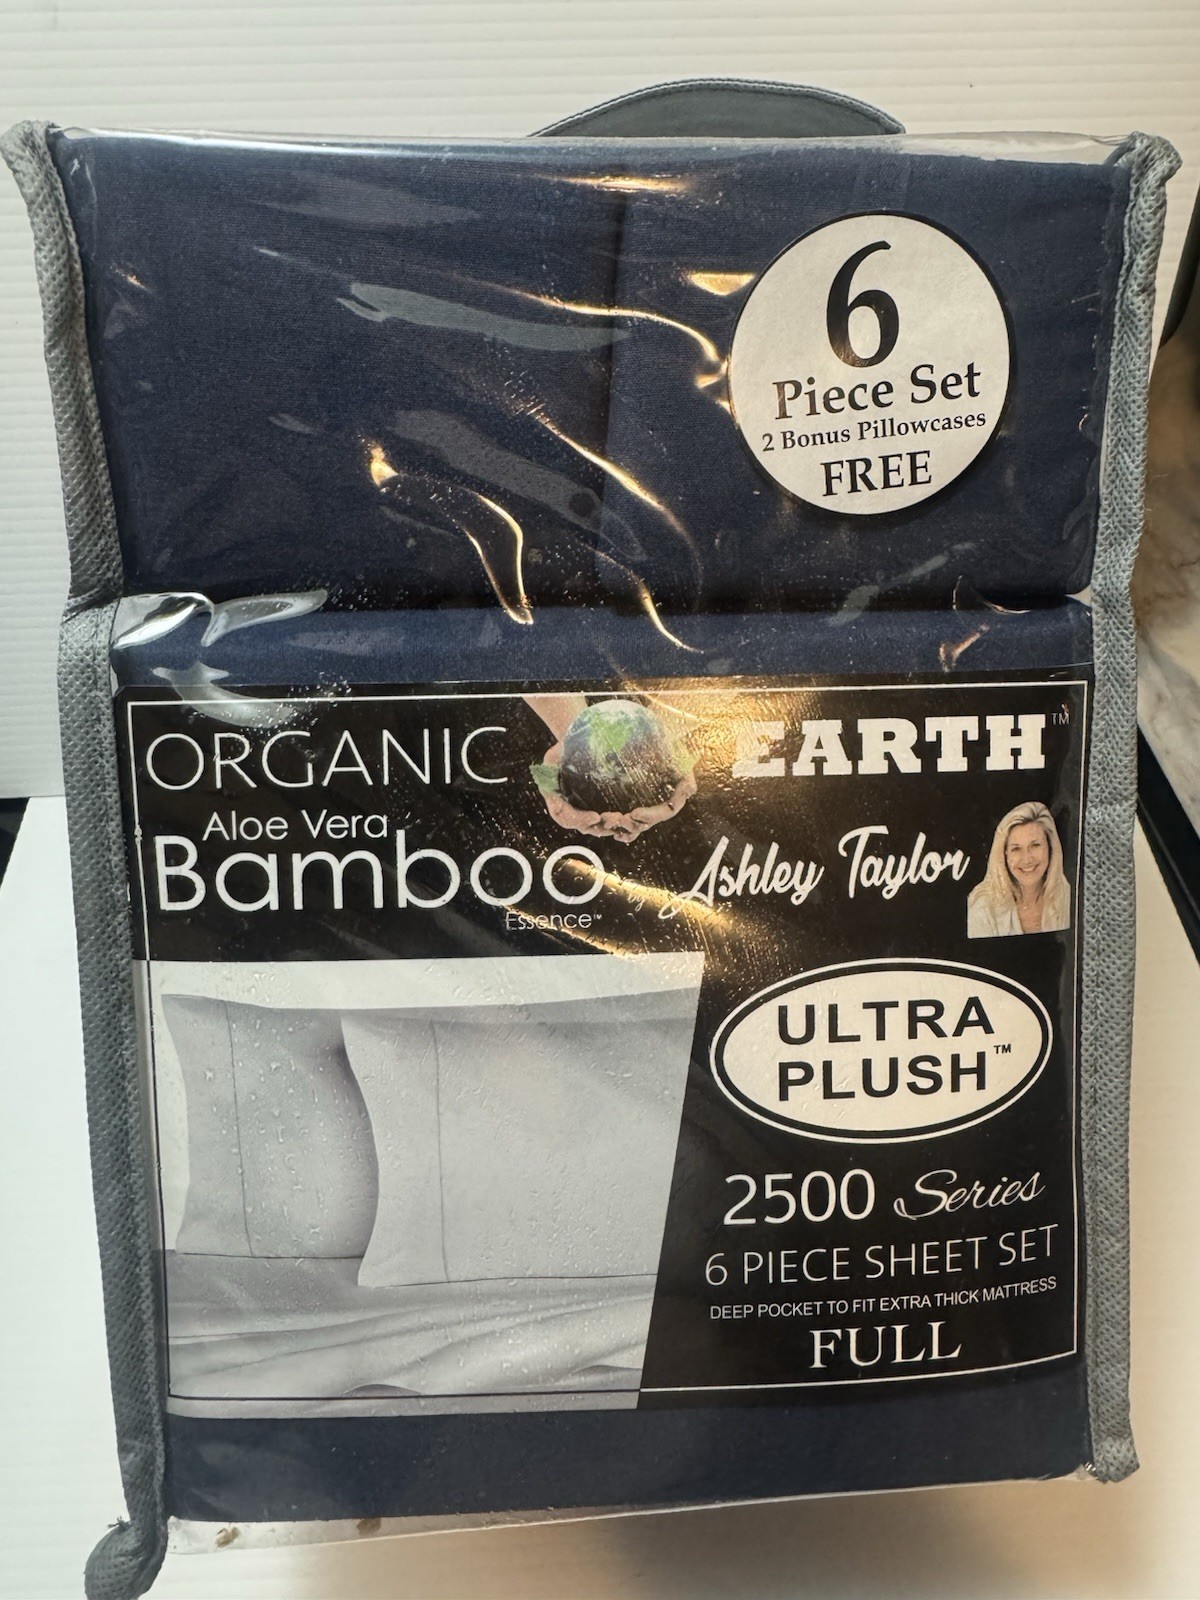 6
Piece Set
2 Bonus Pillowcases
FREE
ORGANIC
EARTH™
Aloe Vera
Bamboo
Essence™
by Ashley Taylor
ULTRA
PLUSH™
2500 Series
6 PIECE SHEET SET
DEEP POCKET TO FIT EXTRA THICK MATTRESS
FULL